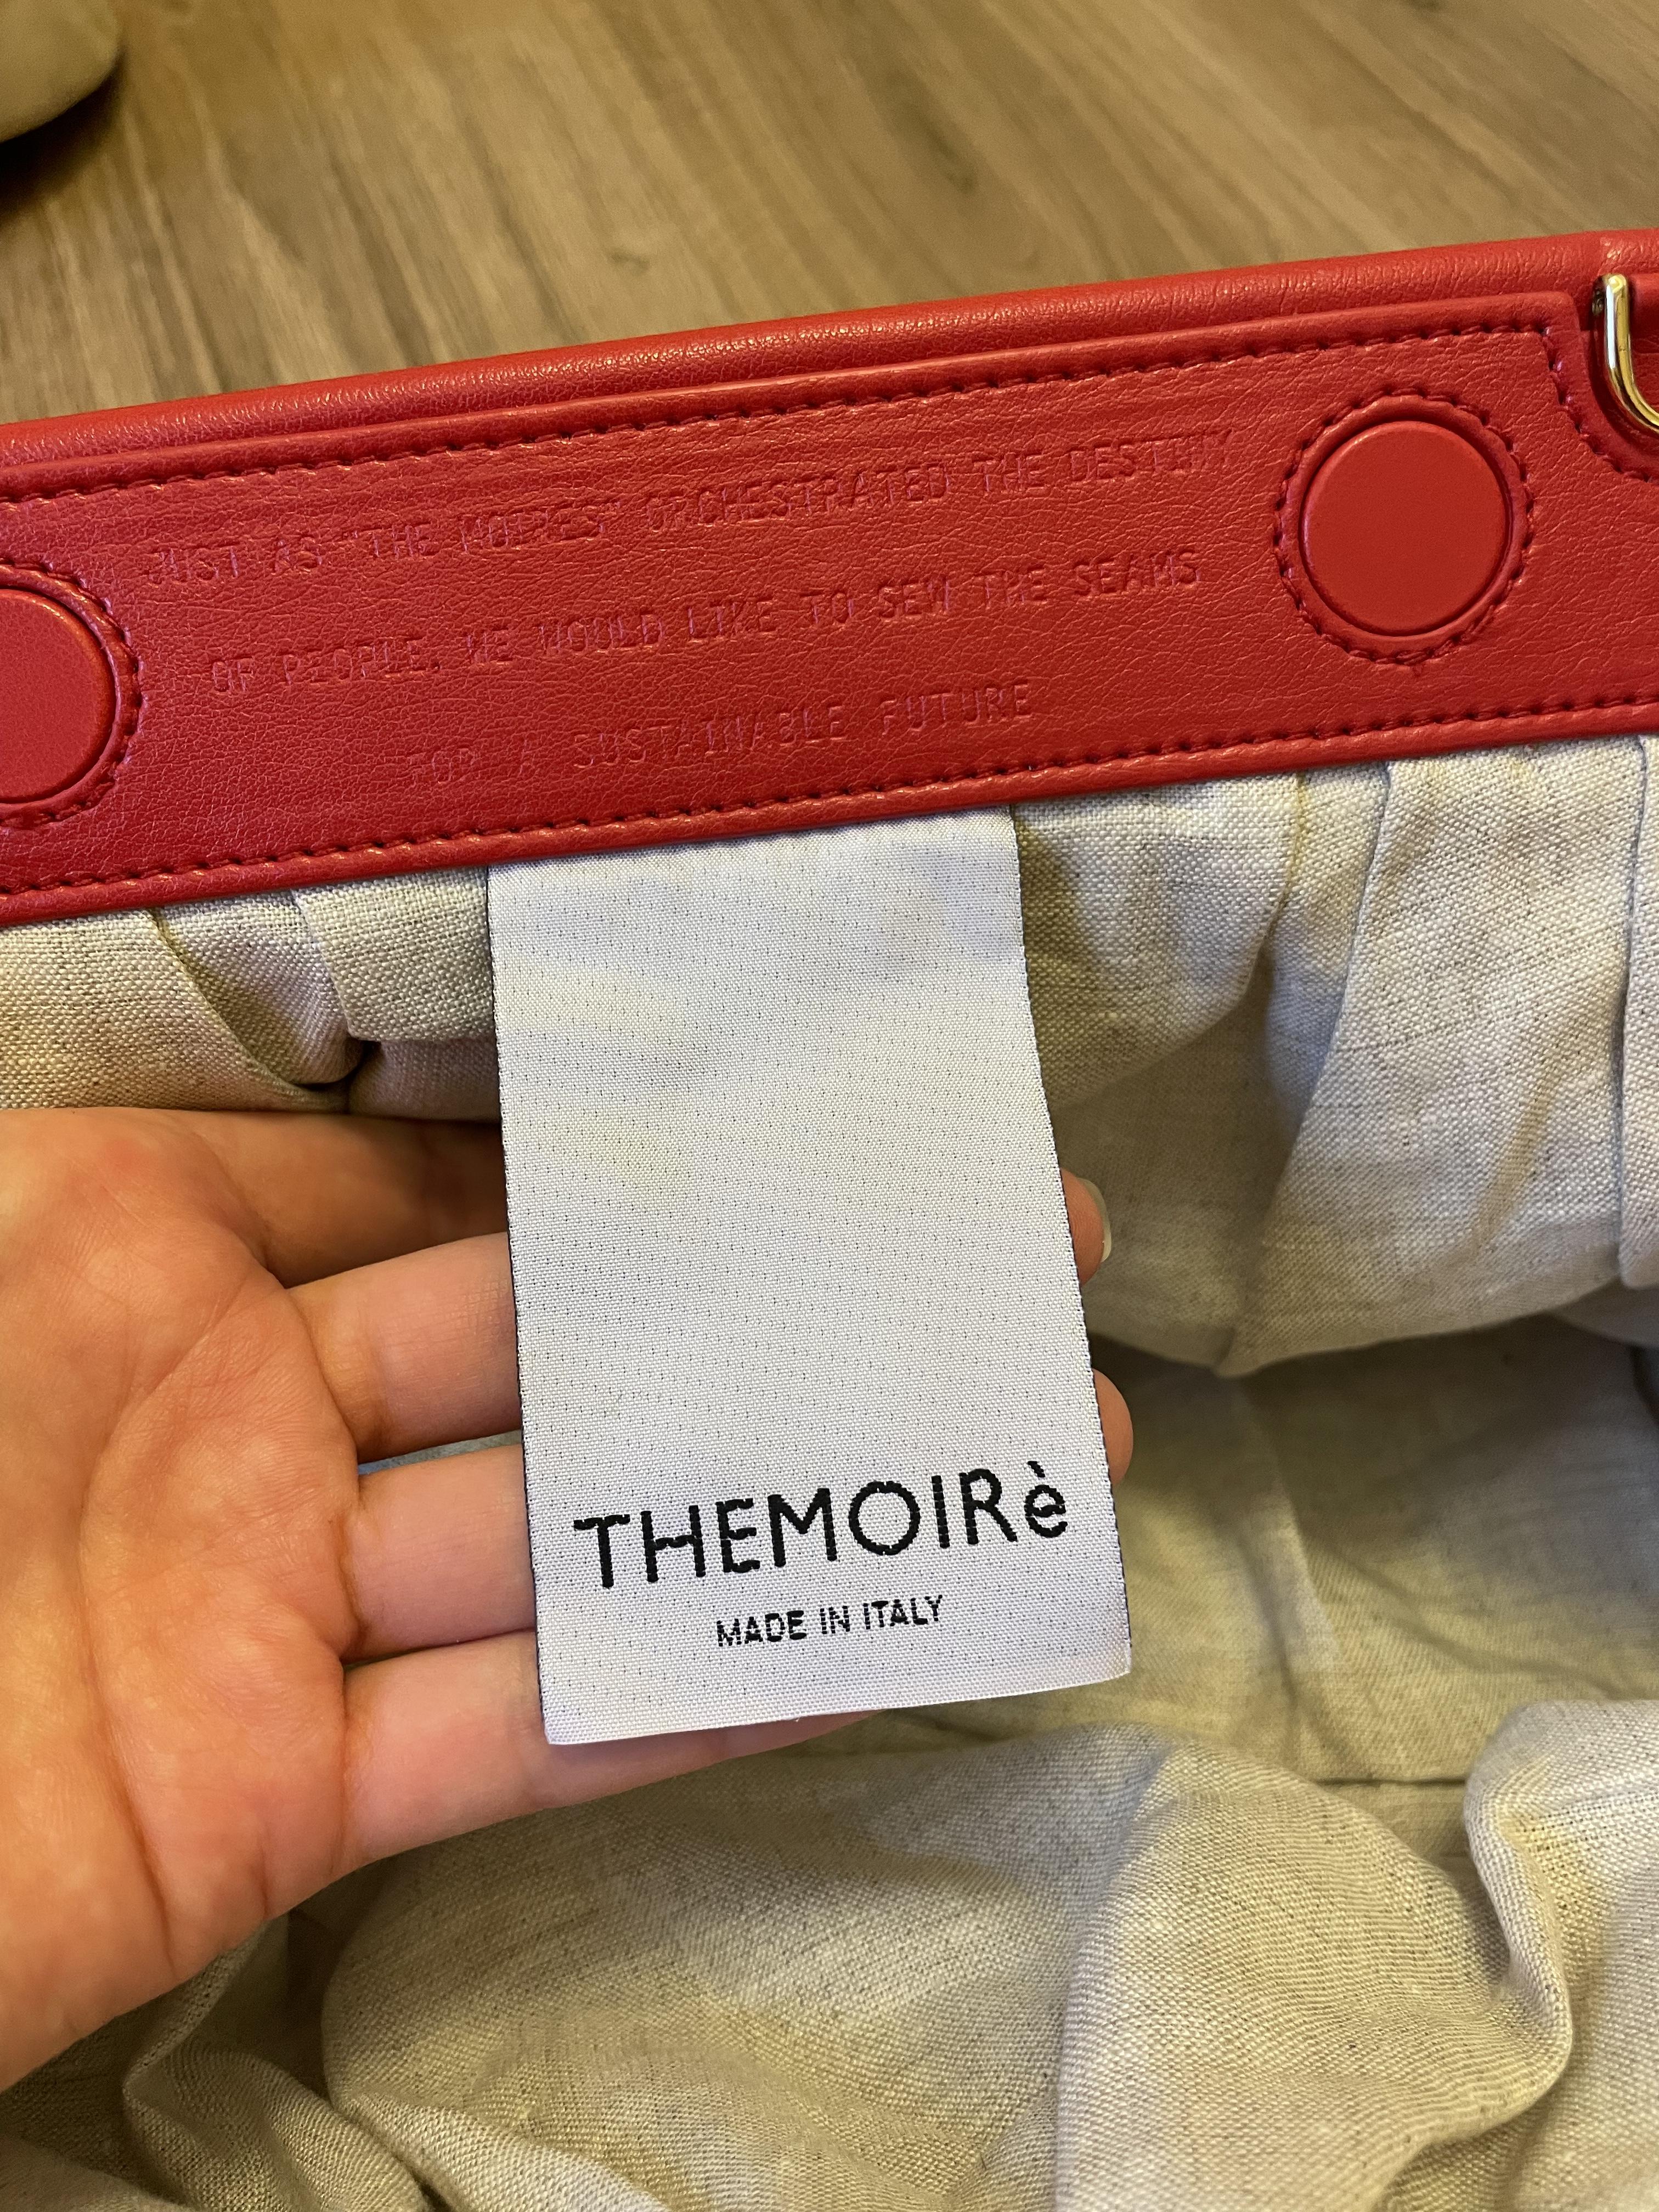 JUST AS "THE MOIRES" ORCHESTRATED THE DESTINY
OF PEOPLE, WE WOULD LIKE TO SEW THE SEAMS
FOR A SUSTAINABLE FUTURE
THEMOIRè
MADE IN ITALY